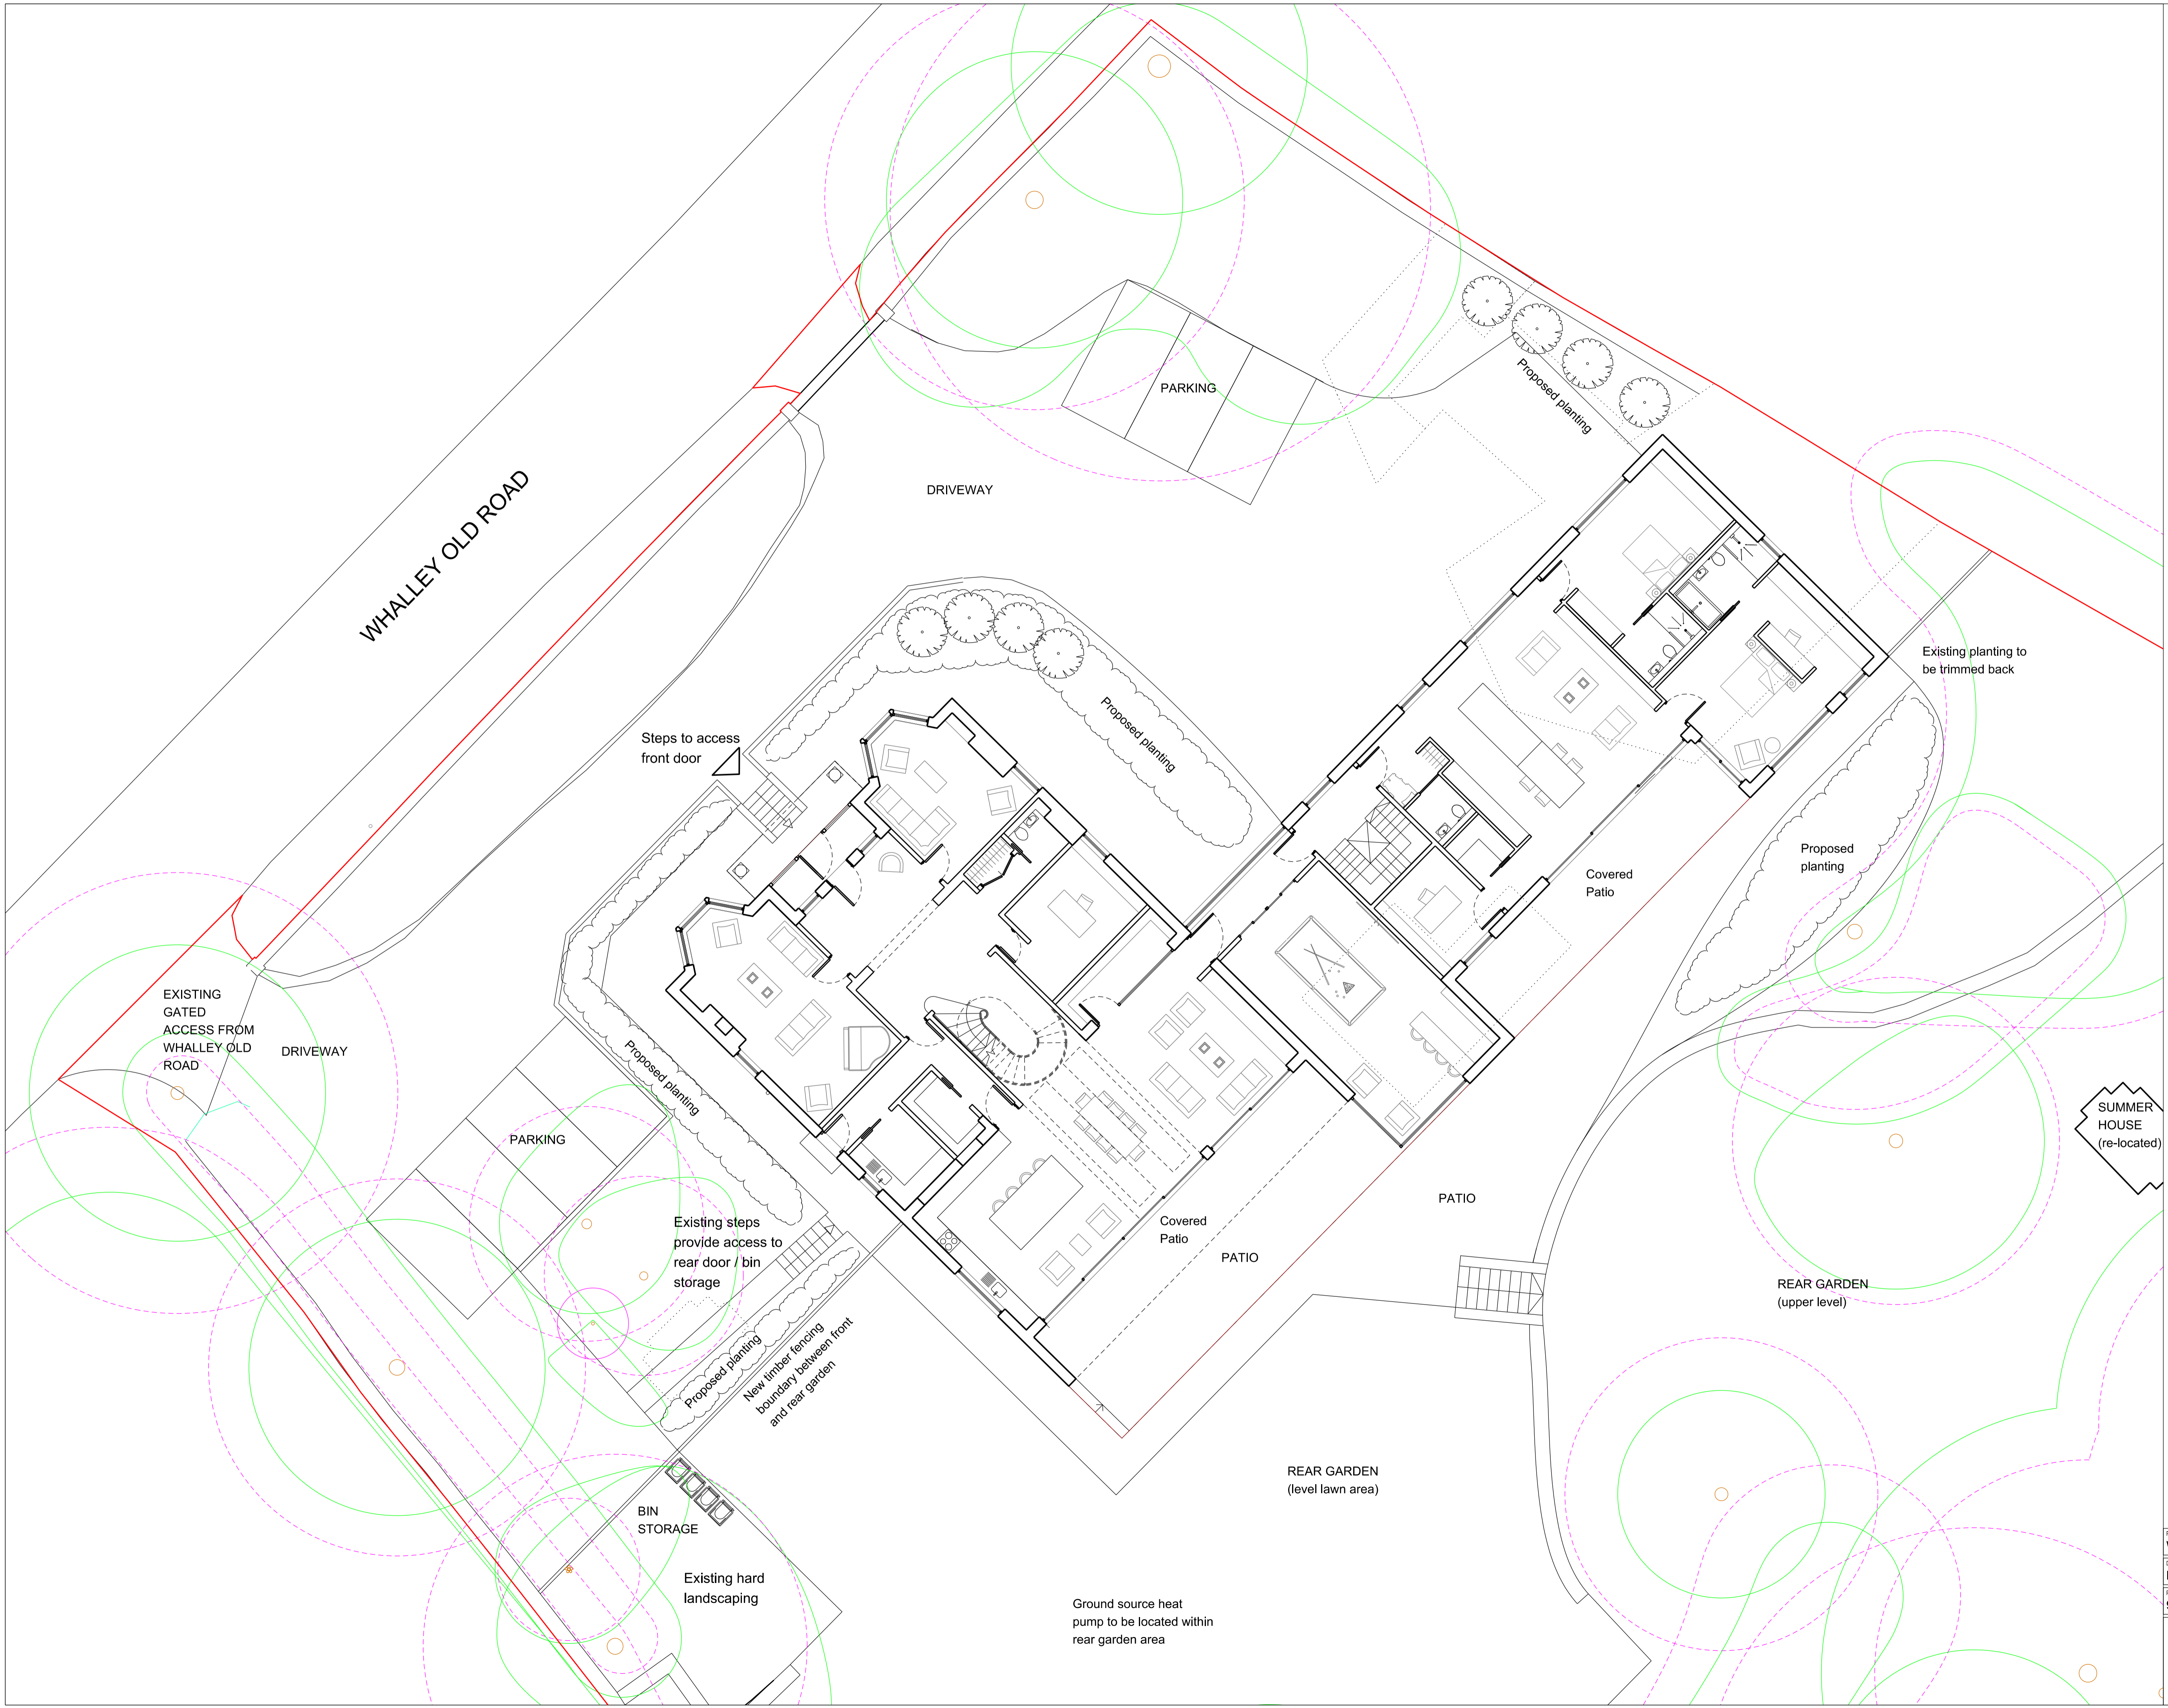 WHALLEY OLD ROAD
PARKING
DRIVEWAY
Proposed planting
Existing planting to
be trimmed back
Steps to access
front door
Proposed planting
Proposed
planting
Covered
Patio
EXISTING
GATED
ACCESS FROM
WHALLEY OLD
ROAD
DRIVEWAY
Proposed planting
PARKING
SUMMER
HOUSE
(re-located)
PATIO
Covered
Patio
PATIO
Existing steps
provide access to
rear door / bin
storage
REAR GARDEN
(upper level)
Proposed planting
New timber fencing
boundary between front
and rear garden
REAR GARDEN
(level lawn area)
BIN
STORAGE
Existing hard
landscaping
Ground source heat
pump to be located within
rear garden area